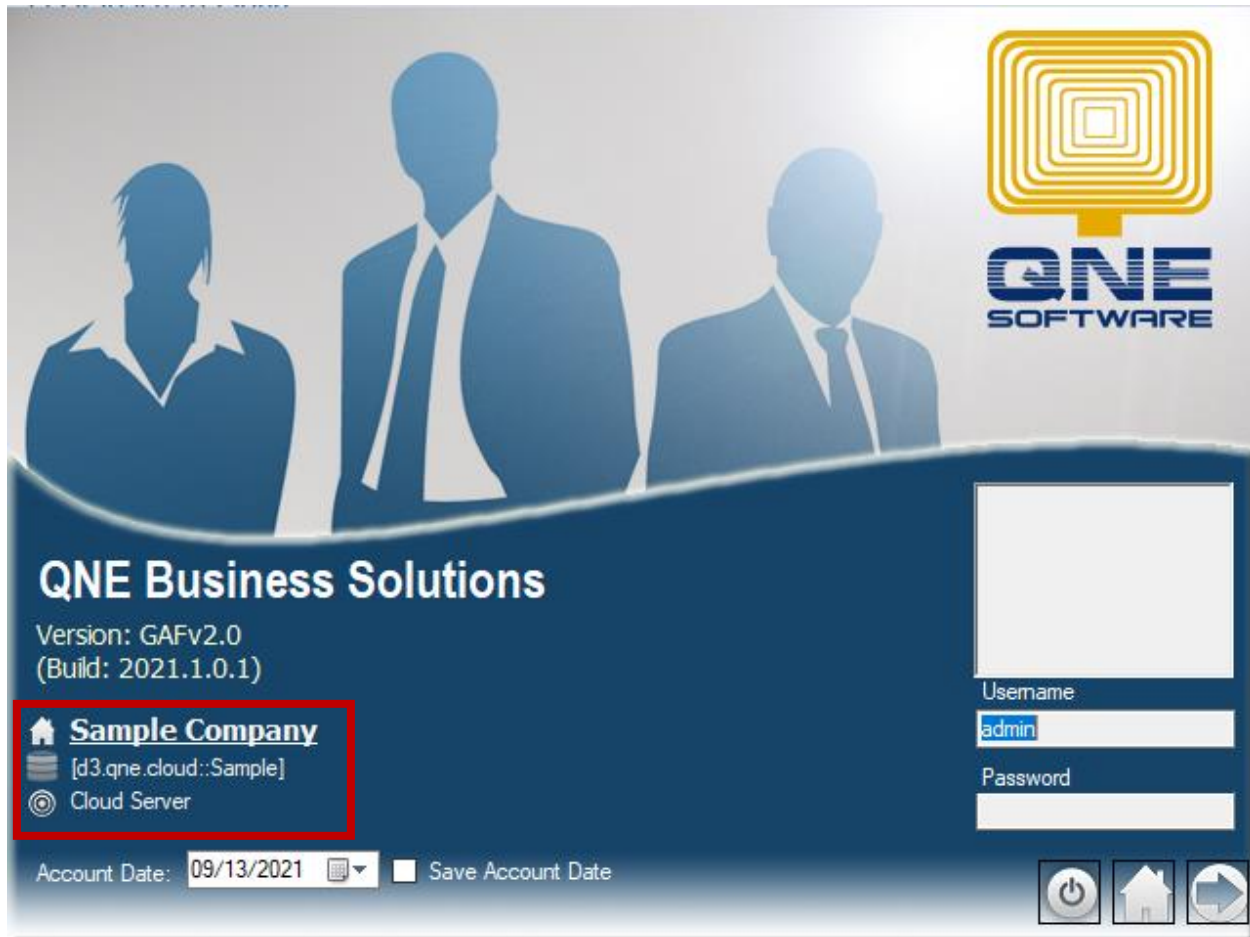 QNE
SOFTWARE
QNE Business Solutions
Version: GAFv2.0
(Build: 2021.1.0.1)
Sample Company
[d3.qne.cloud::Sample]
Cloud Server
Username
admin
Password
Account Date: 09/13/2021 Save Account Date